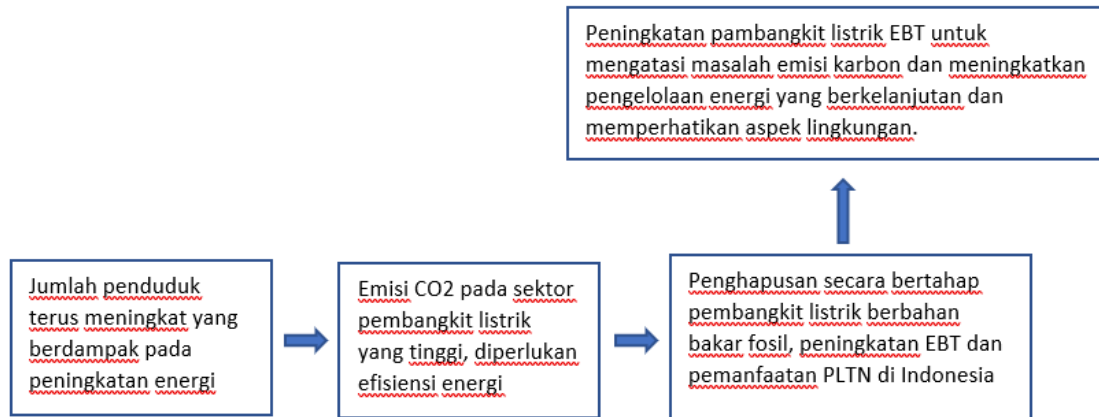 Peningkatan pambangkit listrik EBT untuk
mengatasi masalah emisi karbon dan meningkatkan
pengelolaan energi yang berkelanjutan dan
memperhatikan aspek lingkungan.
Jumlah penduduk
terus meningkat yang
berdampak pada
peningkatan energi
Emisi CO2 pada sektor
pembangkit listrik
yang tinggi, diperlukan
efisiensi energi
Penghapusan secara bertahap
pembangkit listrik berbahan
bakar fosil, peningkatan EBT dan
pemanfaatan PLTN di Indonesia